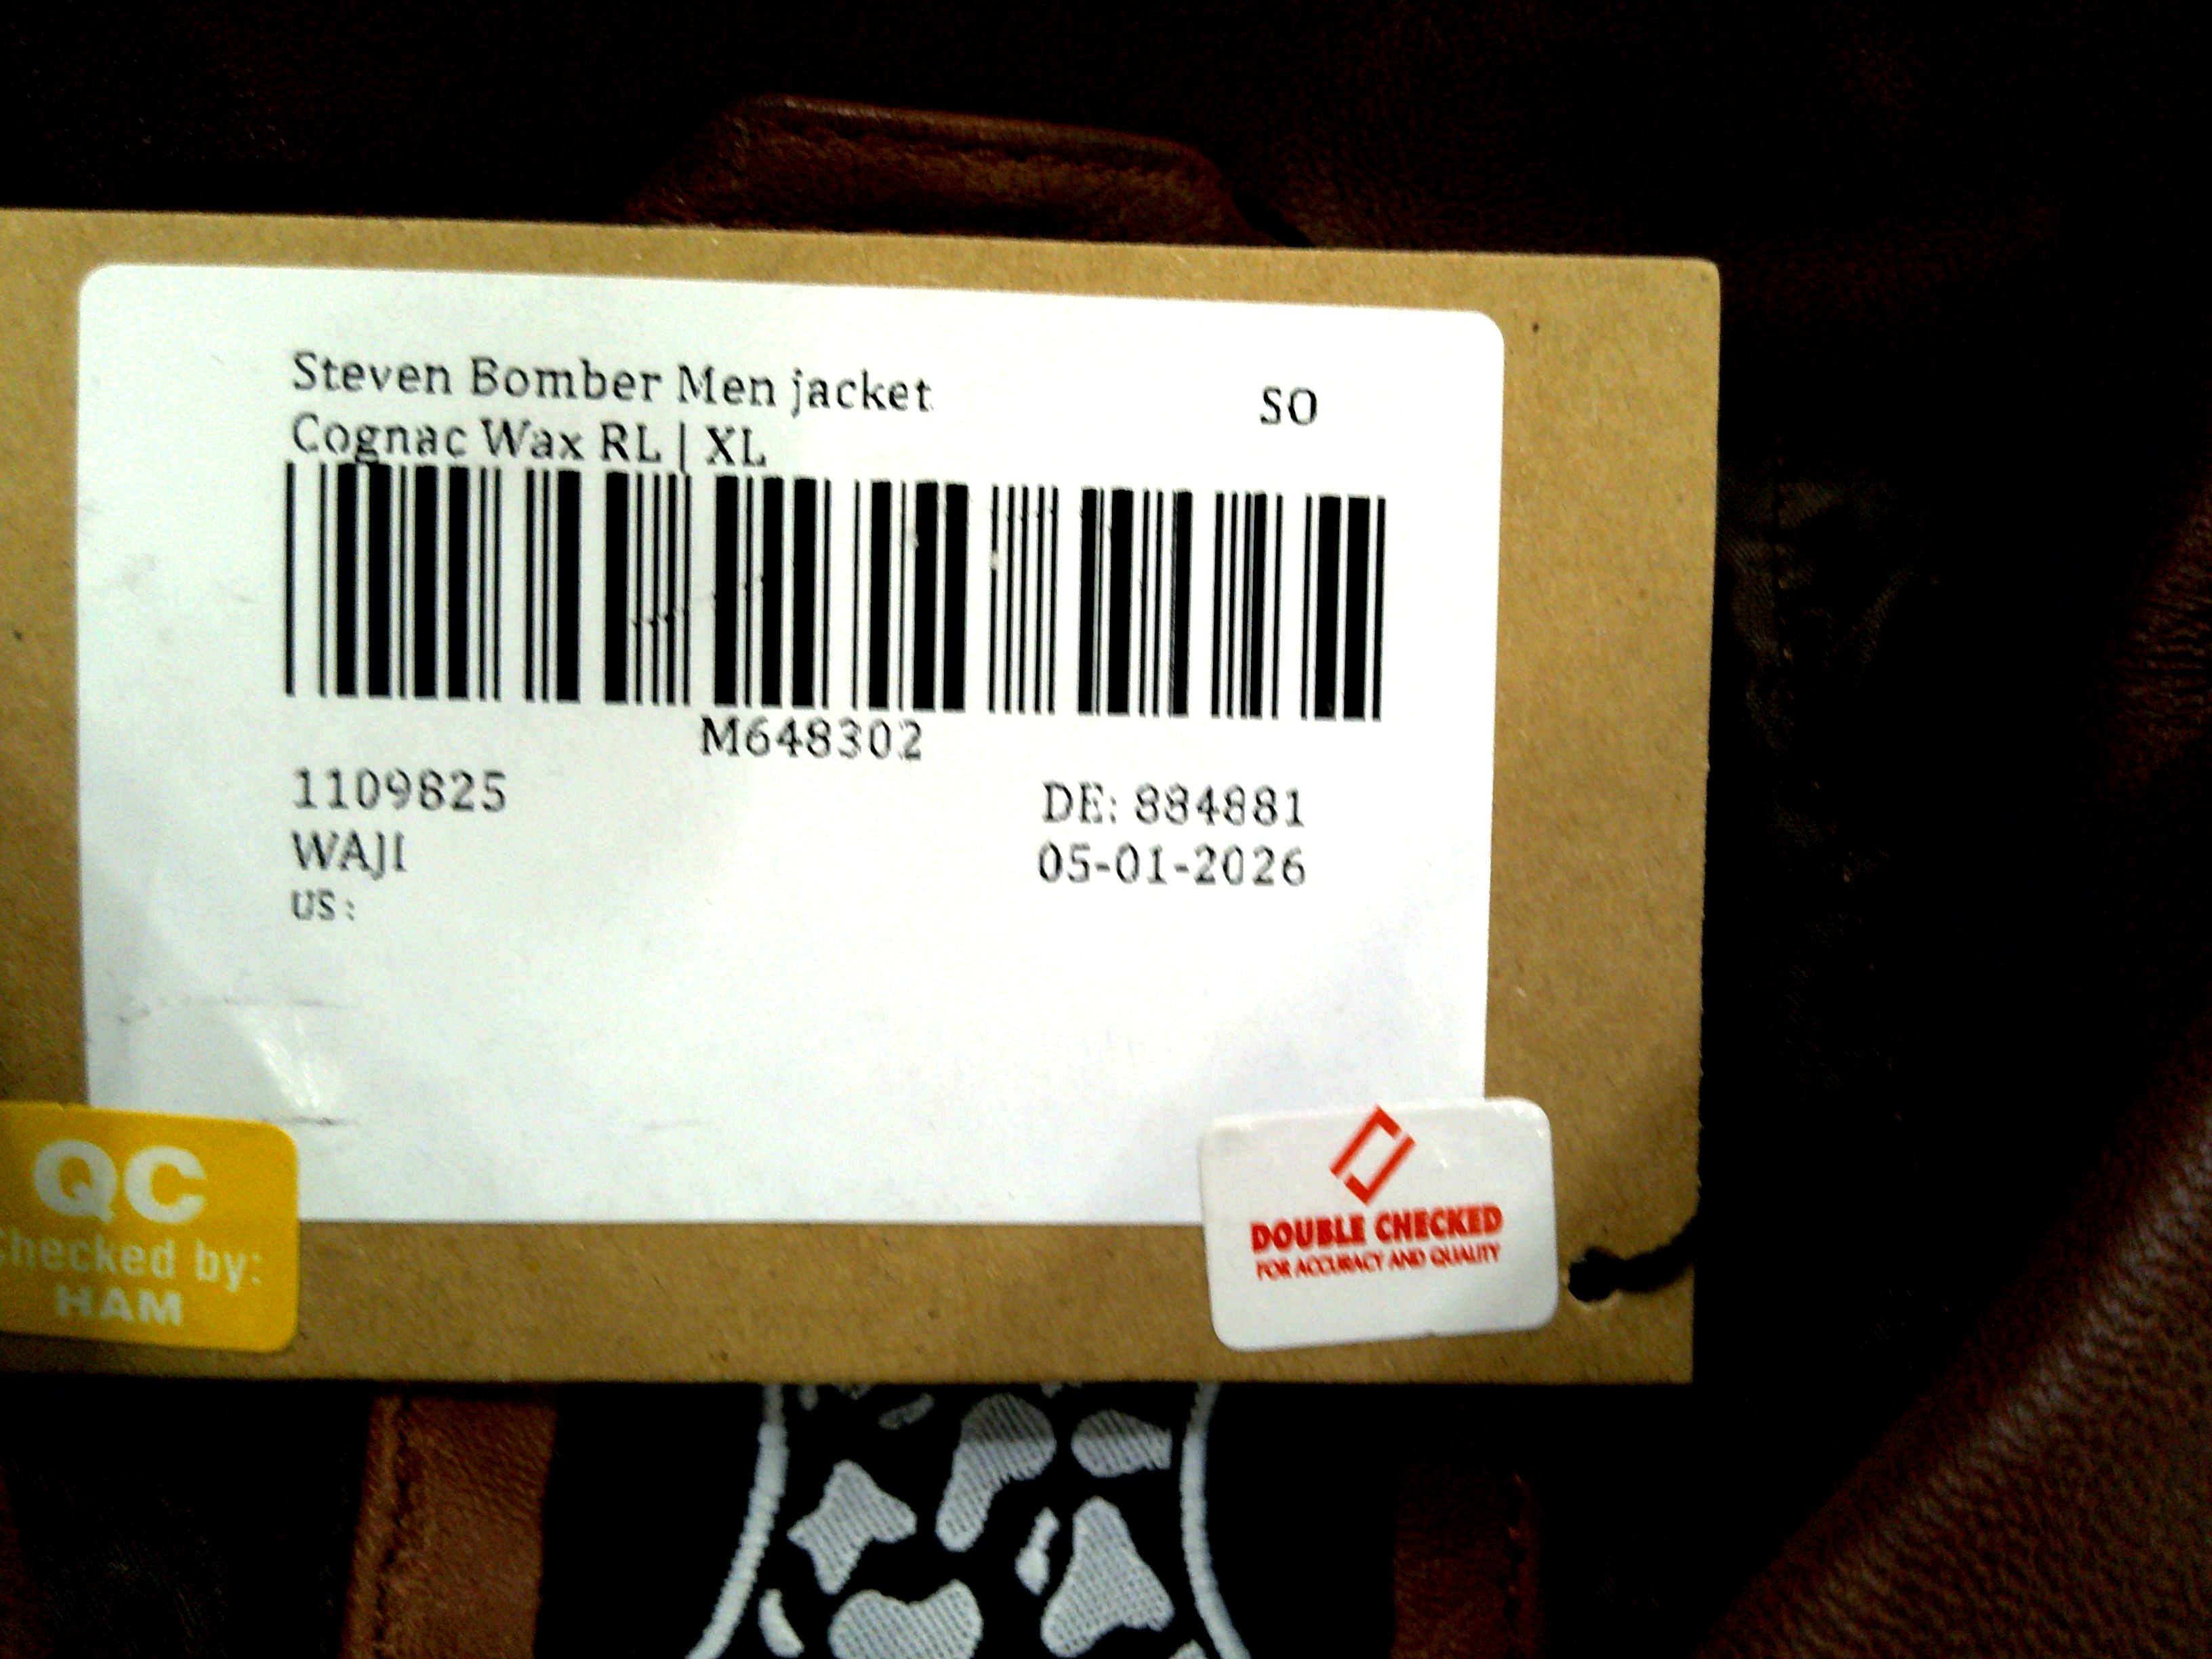 Steven Bomber Men jacket
SO
Cognac Wax RL | XL
M648302
1109825
DE: 884881
WAJI
05-01-2026
US:
QC
Checked by:
HAM
DOUBLE CHECKED
FOR ACCURACY AND QUALITY